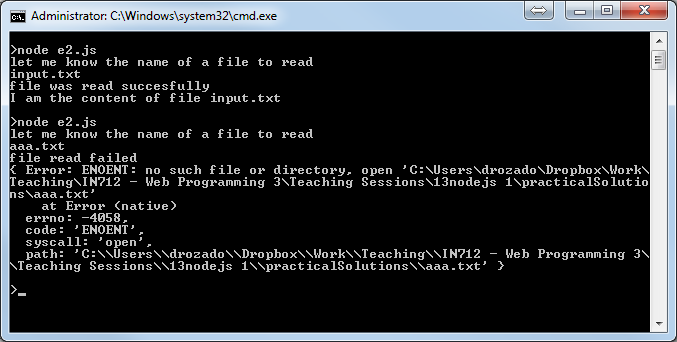 Administrator: C:\Windows\system32\cmd.exe
>node e2.js
let me know the name of a file to read
input.txt
file was read succesfully
I am the content of file input.txt
>node e2.js
let me know the name of a file to read
aaa.txt
file read failed
{ Error: ENOENT: no such file or directory, open 'C:\Users\drozado\Dropbox\Work\
Teaching\IN712 - Web Programming 3\Teaching Sessions\13nodejs 1\practicalSolutio
ns\aaa.txt'
    at Error (native)
  errno: -4058,
  code: 'ENOENT',
  syscall: 'open',
  path: 'C:\\Users\\drozado\\Dropbox\\Work\\Teaching\\IN712 - Web Programming 3\
\Teaching Sessions\\13nodejs 1\\practicalSolutions\\aaa.txt' }
>_